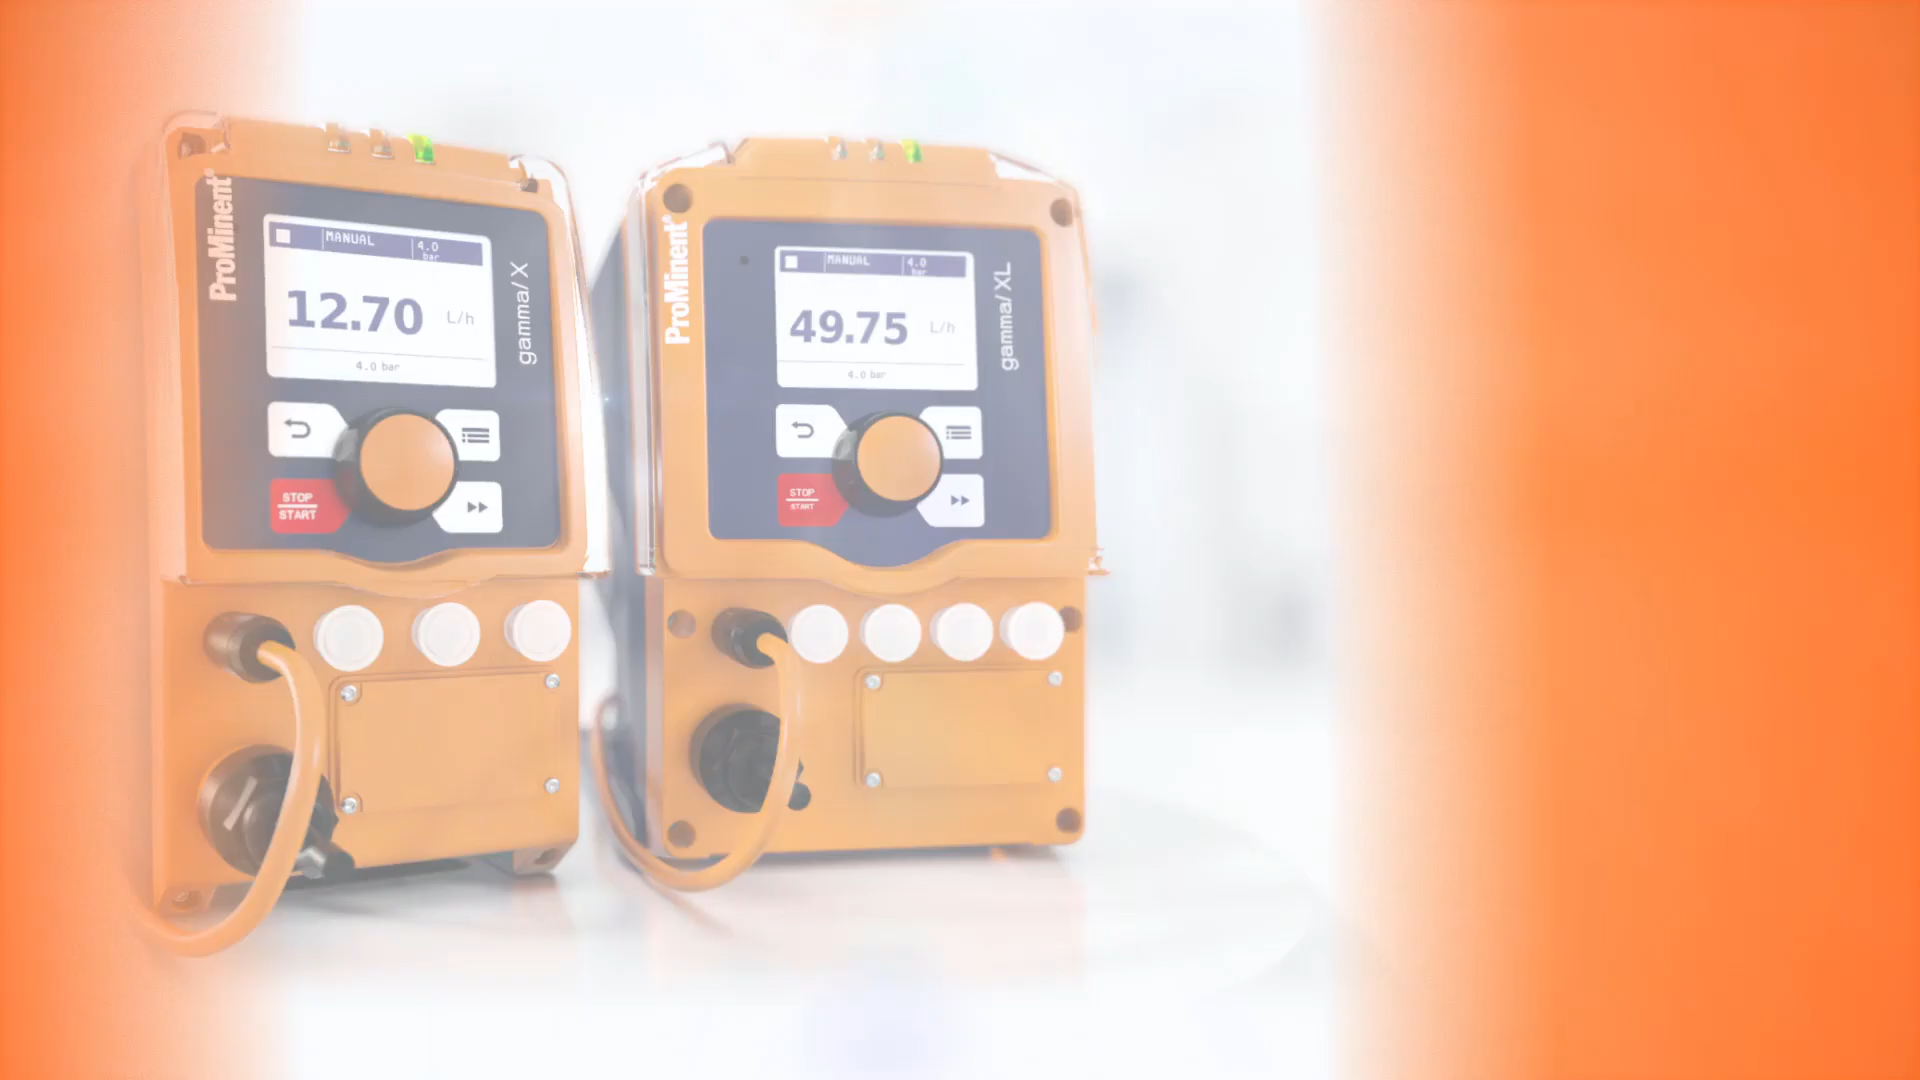 ProMinent®
MANUAL
4.0
bar
12.70 L/h
4.0 bar
gamma/ X
STOP
START
ProMinent®
MANUAL
4.0
bar
49.75 L/h
4.0 bar
gamma/ XL
STOP
START